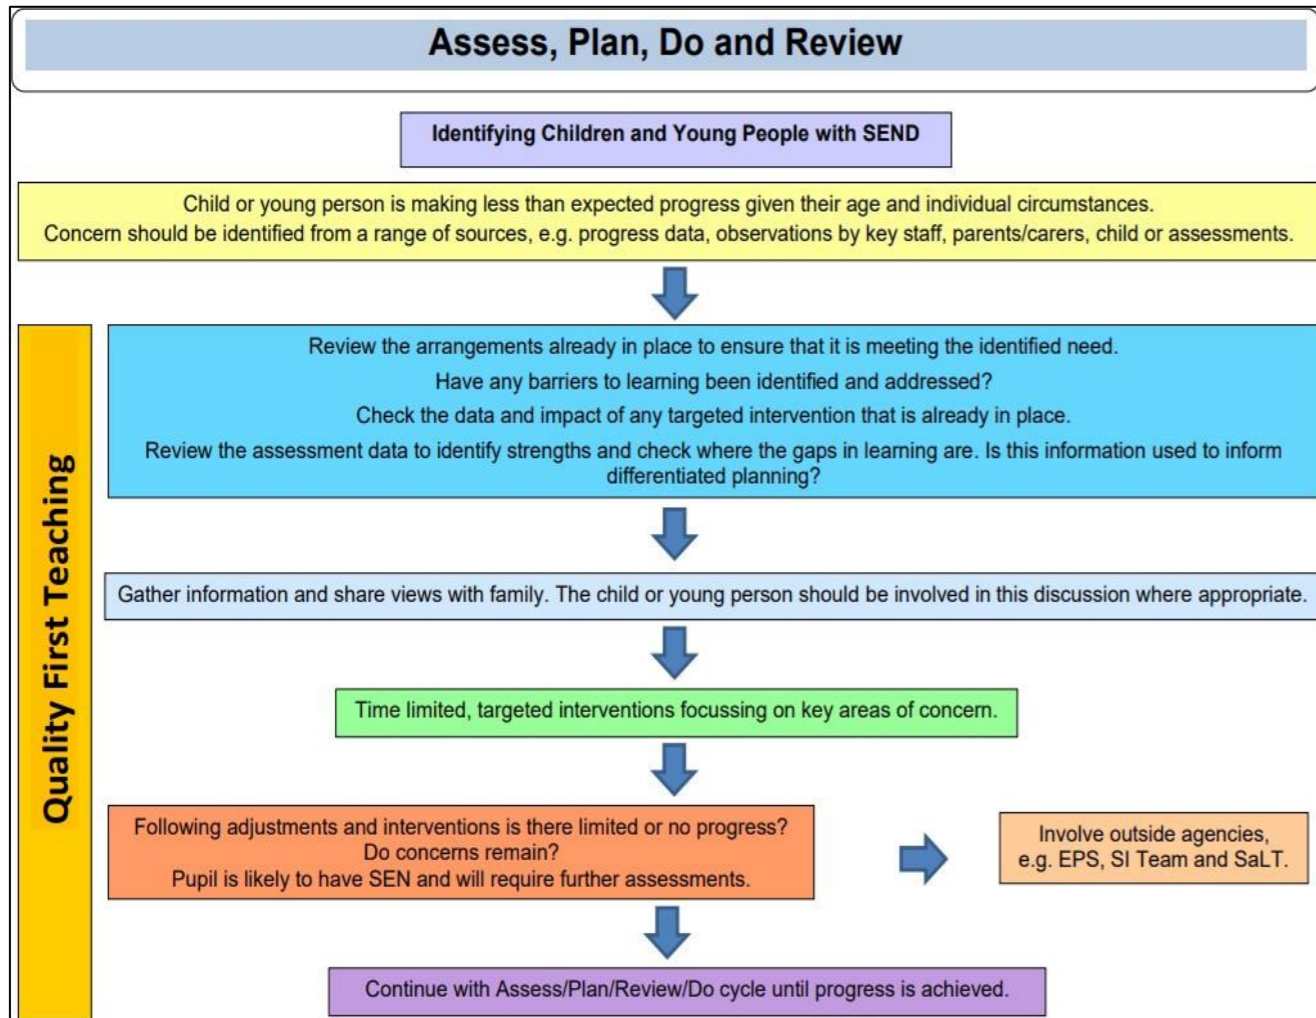 Assess, Plan, Do and Review
Identifying Children and Young People with SEND
Child or young person is making less than expected progress given their age and individual circumstances.
Concern should be identified from a range of sources, e.g. progress data, observations by key staff, parents/carers, child or assessments.
Quality First Teaching
Review the arrangements already in place to ensure that it is meeting the identified need.
Have any barriers to learning been identified and addressed?
Check the data and impact of any targeted intervention that is already in place.
Review the assessment data to identify strengths and check where the gaps in learning are. Is this information used to inform
differentiated planning?
Gather information and share views with family. The child or young person should be involved in this discussion where appropriate.
Time limited, targeted interventions focussing on key areas of concern.
Following adjustments and interventions is there limited or no progress?
Do concerns remain?
Pupil is likely to have SEN and will require further assessments.
Involve outside agencies,
e.g. EPS, SI Team and SaLT.
Continue with Assess/Plan/Review/Do cycle until progress is achieved.